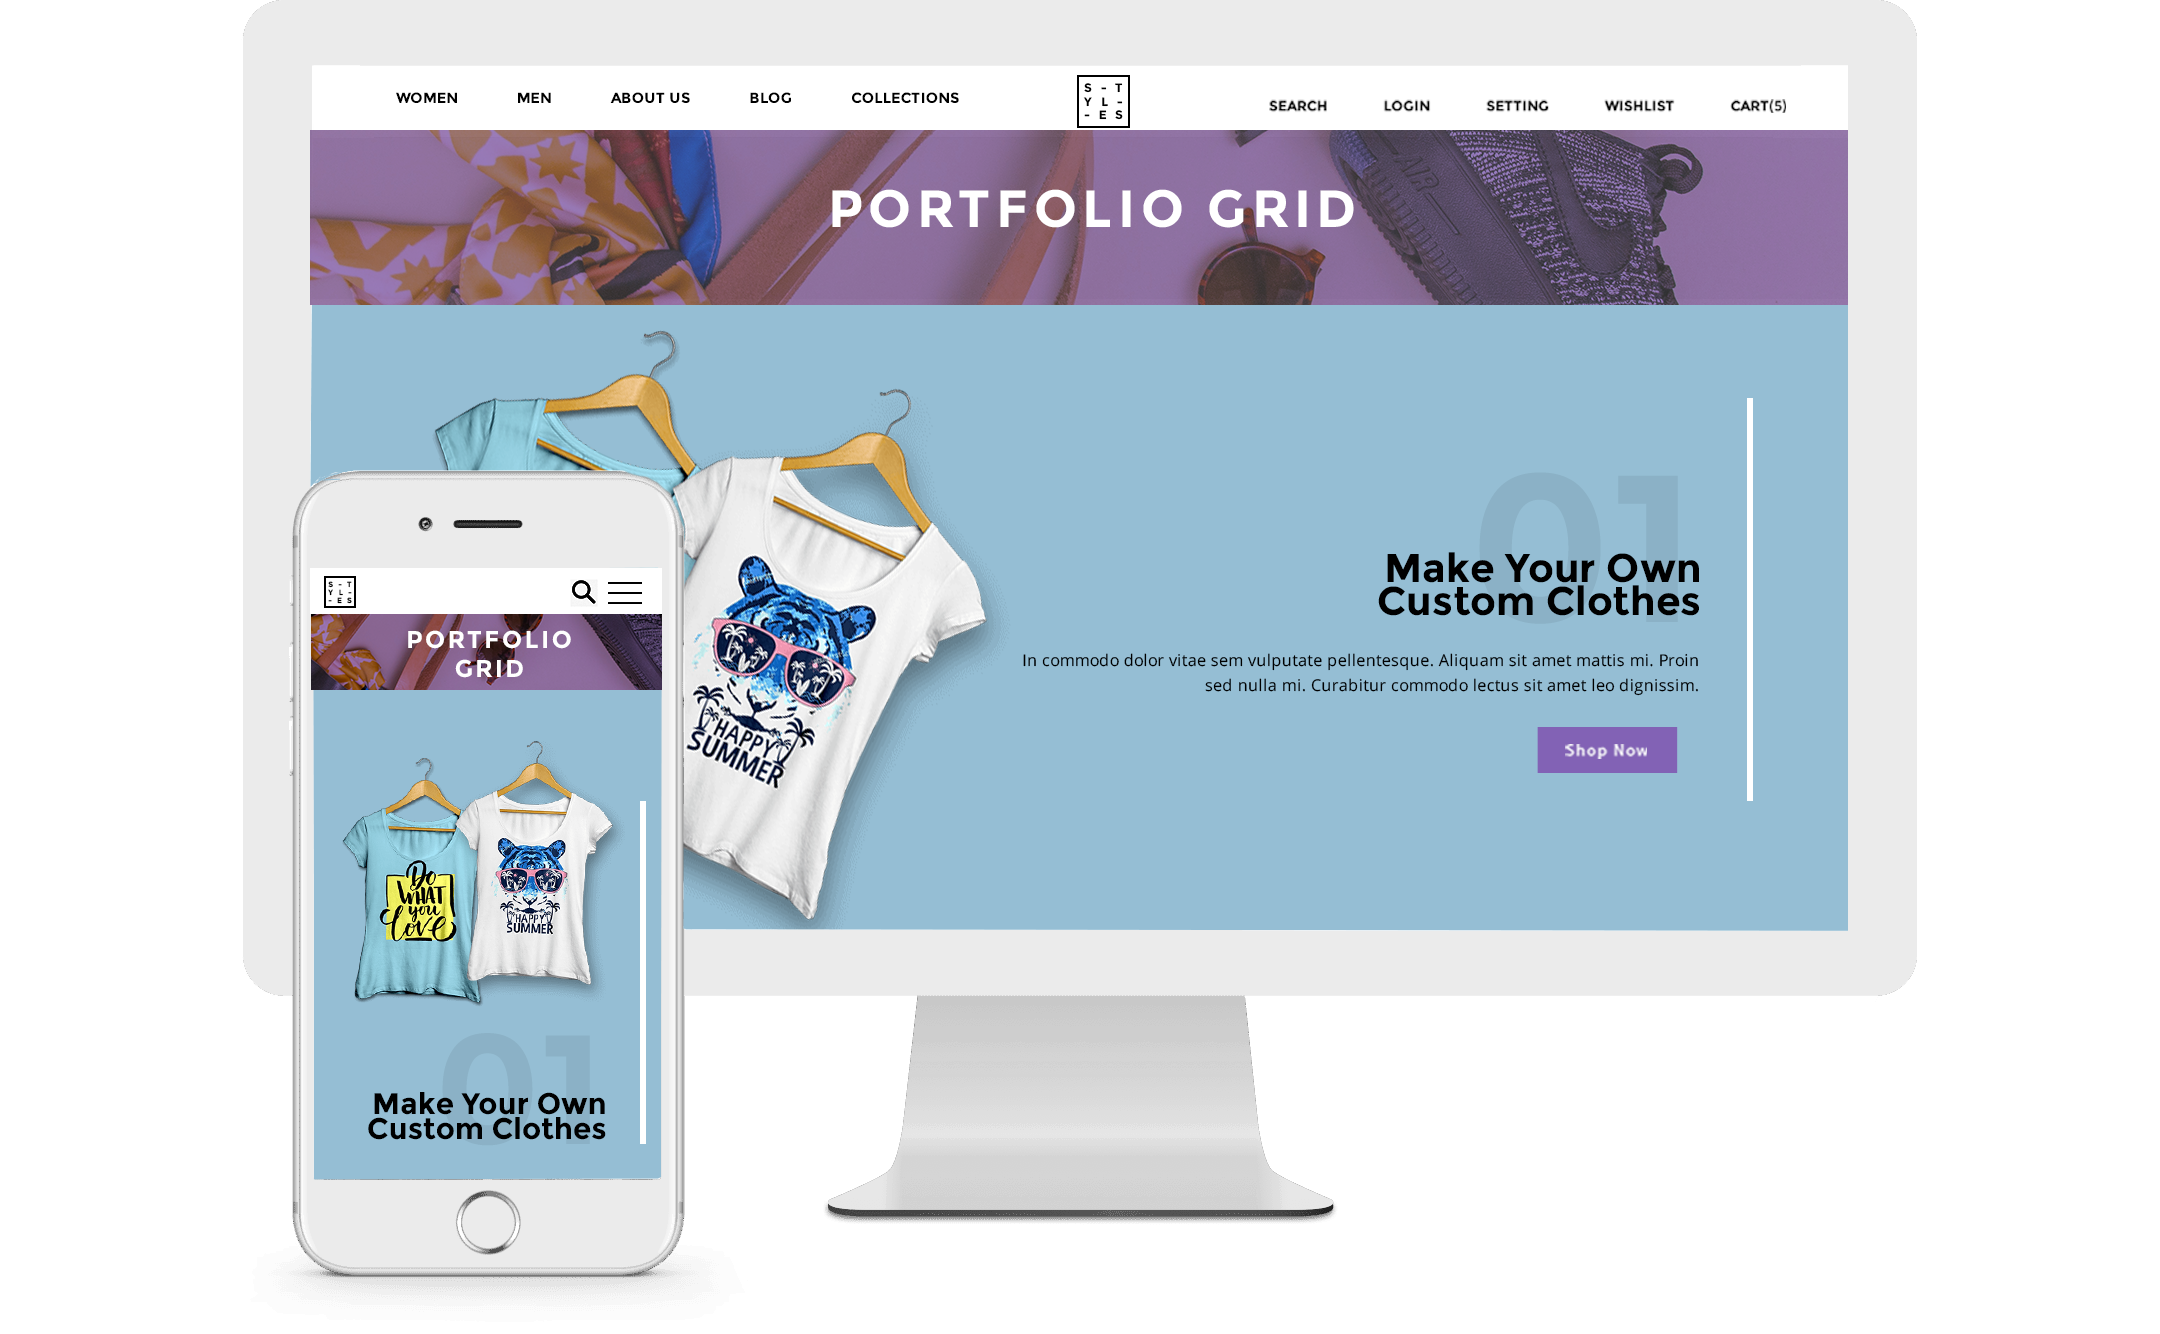 WOMEN MEN ABOUT US BLOG COLLECTIONS
S - T
Y L -
- E S
SEARCH LOGIN SETTING WISHLIST CART(5)
PORTFOLIO GRID
AIR
01
Make Your Own
Custom Clothes
In commodo dolor vitae sem vulputate pellentesque. Aliquam sit amet mattis mi. Proin
sed nulla mi. Curabitur commodo lectus sit amet leo dignissim.
Shop Now
HAPPY
SUMMER
S - T
Y L -
- E S
PORTFOLIO
GRID
Do
WHAT
you
Love
HAPPY
SUMMER
01
Make Your Own
Custom Clothes